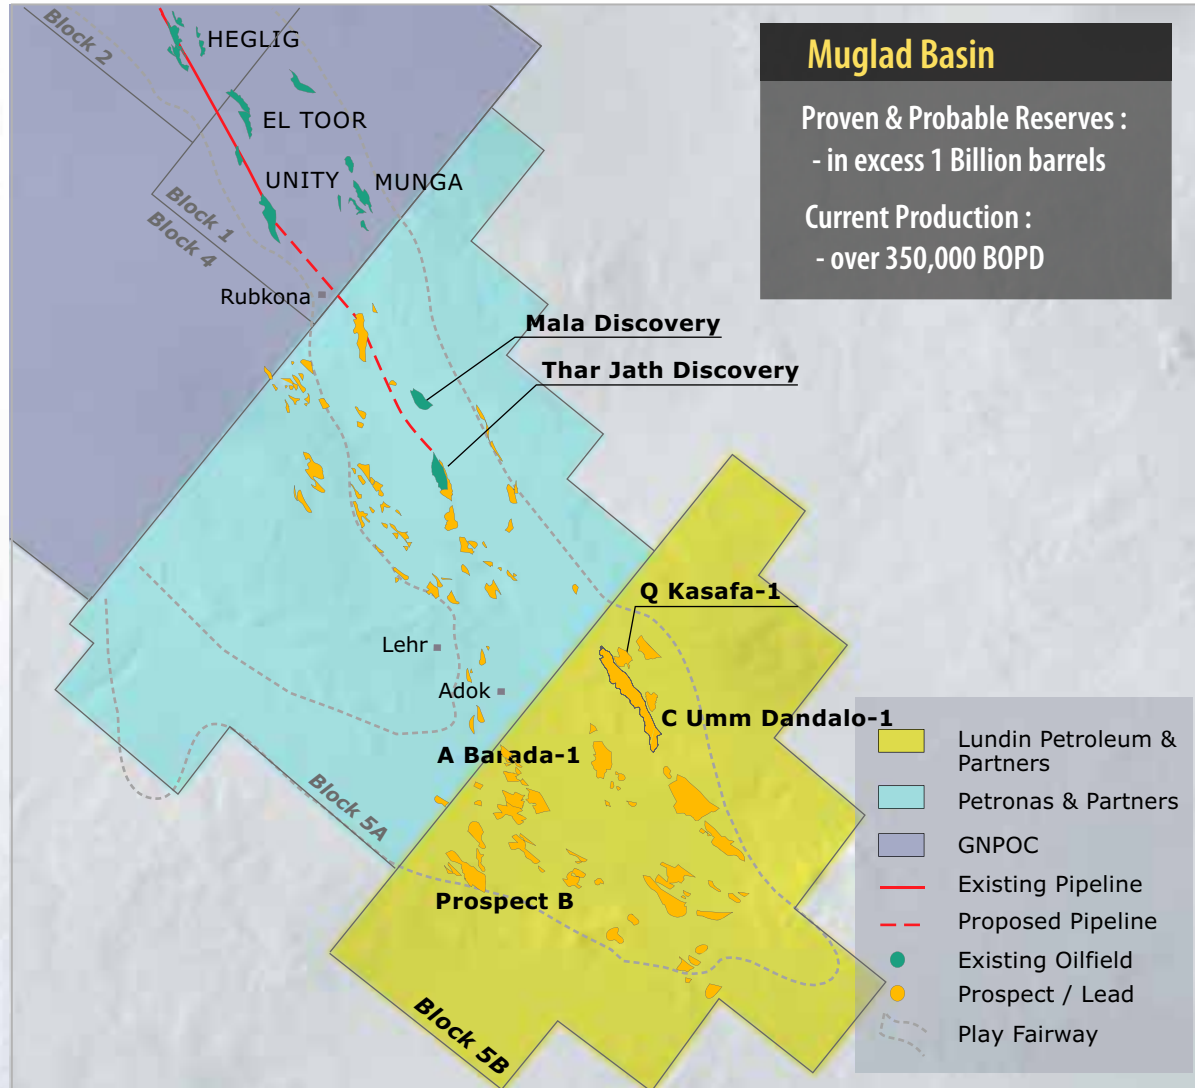 Block 2
HEGLIG
EL TOOR
UNITY
MUNGA
Block 1
Block 4
Rubkona
Mala Discovery
Thar Jath Discovery
Muglad Basin
Proven & Probable Reserves :
- in excess 1 Billion barrels
Current Production :
- over 350,000 BOPD
Q Kasafa-1
Lehr
Adok
C Umm Dandalo-1
A Barada-1
Block 5A
Prospect B
Block 5B
Lundin Petroleum &
Partners
Petronas & Partners
GNPOC
Existing Pipeline
Proposed Pipeline
Existing Oilfield
Prospect / Lead
Play Fairway